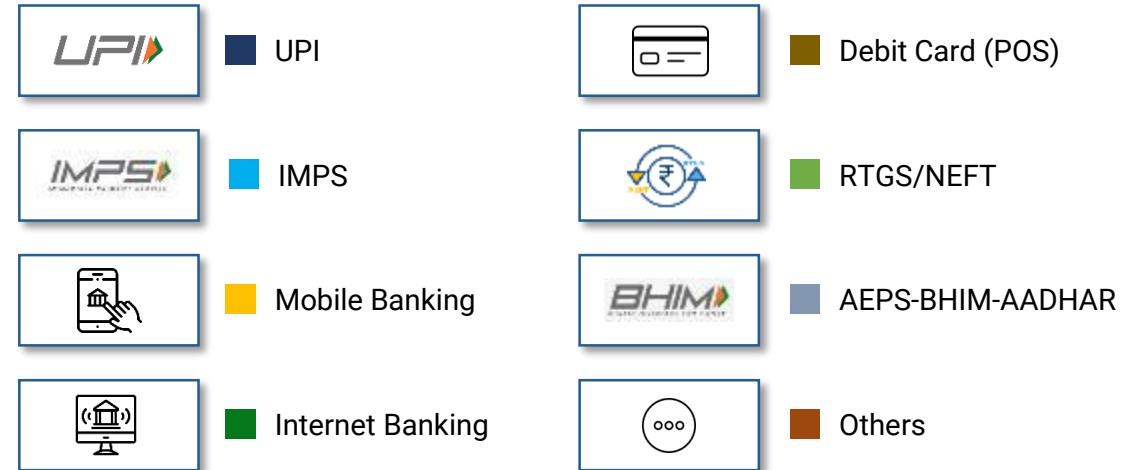 UPI
UPI
Debit Card (POS)
IMPS
IMPS
RTGS/NEFT
Mobile Banking
BHIM
AEPS-BHIM-AADHAR
Internet Banking
Others